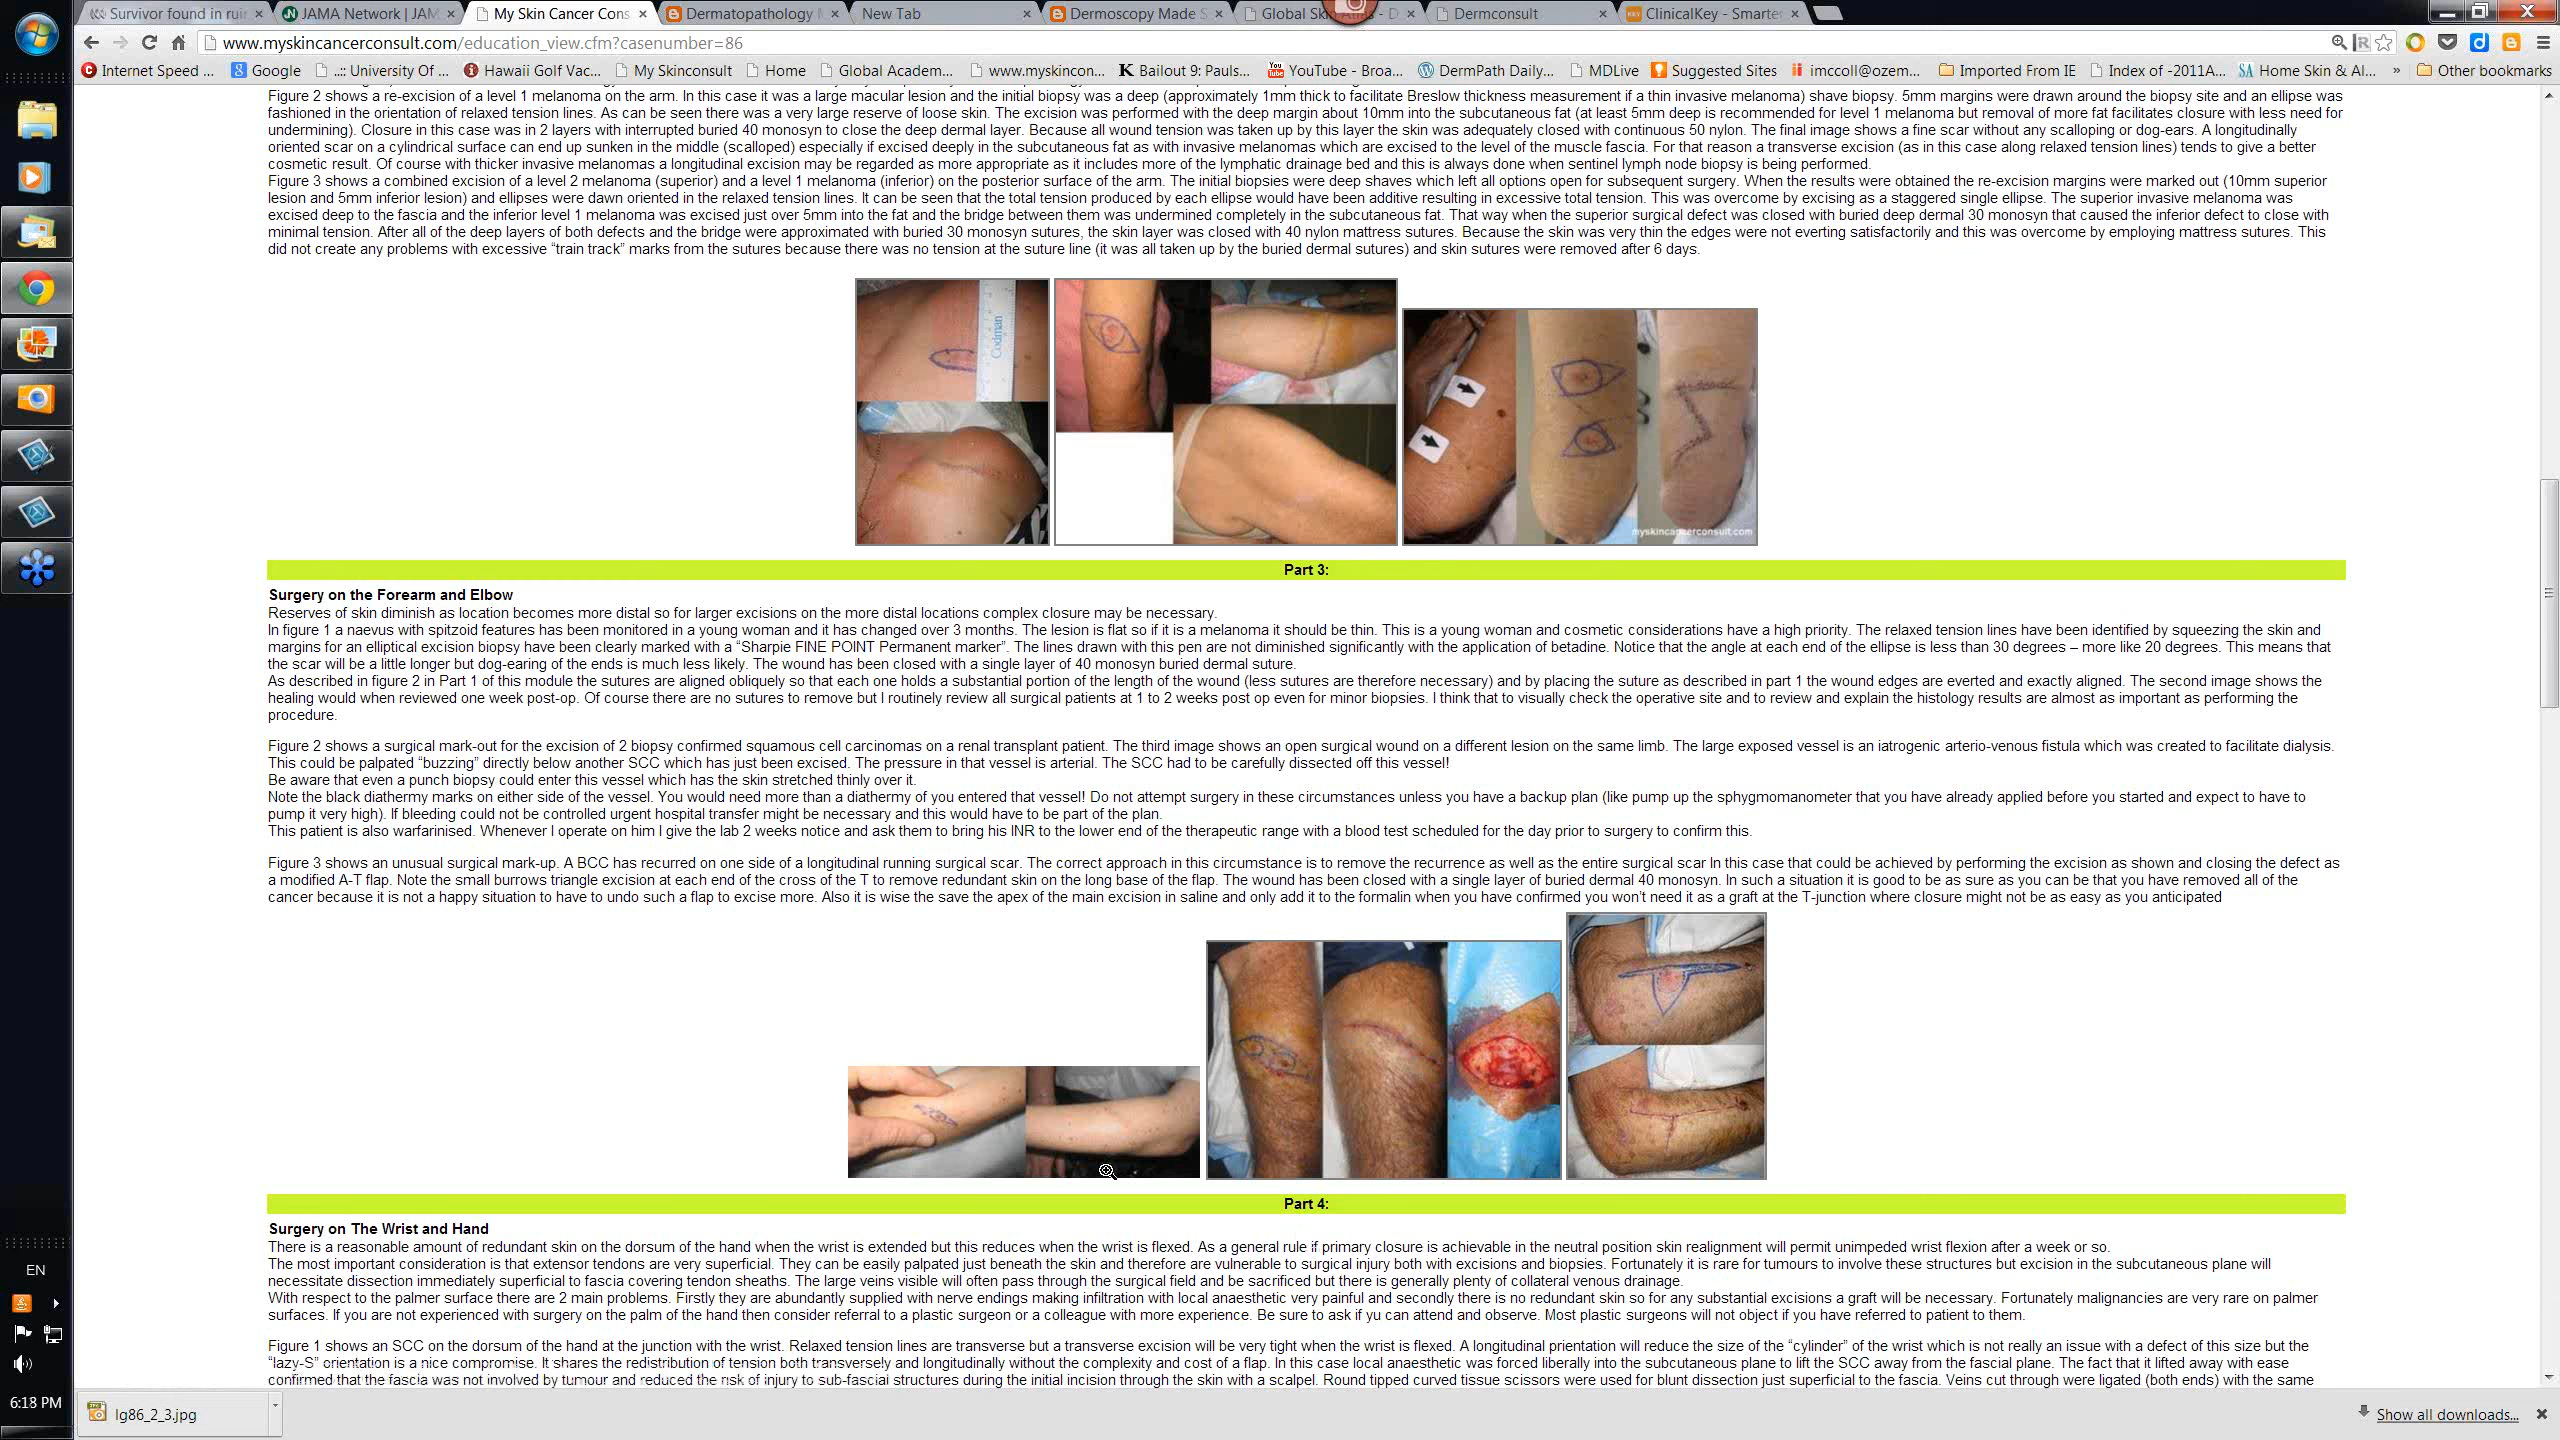 Survivor found in ruin
JAMA Network | JAM
My Skin Cancer Cons
Dermatopathology
New Tab
Dermoscopy Made S
Global Skin Atlas - D
Dermconsult
ClinicalKey - Smarter
www.myskincancerconsult.com/education_view.cfm?casenumber=86
Internet Speed ...
Google
..:: University Of ...
Hawaii Golf Vac...
My Skinconsult
Home
Global Academ...
www.myskincon...
Bailout 9: Pauls...
YouTube - Broa...
DermPath Daily...
MDLive
Suggested Sites
imccoll@ozem...
Imported From IE
Index of -2011A...
Home Skin & Al...
»
Other bookmarks
Figure 2 shows a re-excision of a level 1 melanoma on the arm. In this case it was a large macular lesion and the initial biopsy was a deep (approximately 1mm thick to facilitate Breslow thickness measurement if a thin invasive melanoma) shave biopsy. 5mm margins were drawn around the biopsy site and an ellipse was
fashioned in the orientation of relaxed tension lines. As can be seen there was a very large reserve of loose skin. The excision was performed with the deep margin about 10mm into the subcutaneous fat (at least 5mm deep is recommended for level 1 melanoma but removal of more fat facilitates closure with less need for
undermining). Closure in this case was in 2 layers with interrupted buried 40 monosyn to close the deep dermal layer. Because all wound tension was taken up by this layer the skin was adequately closed with continuous 50 nylon. The final image shows a fine scar without any scalloping or dog-ears. A longitudinally
oriented scar on a cylindrical surface can end up sunken in the middle (scalloped) especially if excised deeply in the subcutaneous fat as with invasive melanomas which are excised to the level of the muscle fascia. For that reason a transverse excision (as in this case along relaxed tension lines) tends to give a better
cosmetic result. Of course with thicker invasive melanomas a longitudinal excision may be regarded as more appropriate as it includes more of the lymphatic drainage bed and this is always done when sentinel lymph node biopsy is being performed.
Figure 3 shows a combined excision of a level 2 melanoma (superior) and a level 1 melanoma (inferior) on the posterior surface of the arm. The initial biopsies were deep shaves which left all options open for subsequent surgery. When the results were obtained the re-excision margins were marked out (10mm superior
lesion and 5mm inferior lesion) and ellipses were dawn oriented in the relaxed tension lines. It can be seen that the total tension produced by each ellipse would have been additive resulting in excessive total tension. This was overcome by excising as a staggered single ellipse. The superior invasive melanoma was
excised deep to the fascia and the inferior level 1 melanoma was excised just over 5mm into the fat and the bridge between them was undermined completely in the subcutaneous fat. That way when the superior surgical defect was closed with buried deep dermal 30 monosyn that caused the inferior defect to close with
minimal tension. After all of the deep layers of both defects and the bridge were approximated with buried 30 monosyn sutures, the skin layer was closed with 40 nylon mattress sutures. Because the skin was very thin the edges were not everting satisfactorily and this was overcome by employing mattress sutures. This
did not create any problems with excessive “train track” marks from the sutures because there was no tension at the suture line (it was all taken up by the buried dermal sutures) and skin sutures were removed after 6 days.
Codman
myskincancerconsult.com
Part 3:
Surgery on the Forearm and Elbow
Reserves of skin diminish as location becomes more distal so for larger excisions on the more distal locations complex closure may be necessary.
In figure 1 a naevus with spitzoid features has been monitored in a young woman and it has changed over 3 months. The lesion is flat so if it is a melanoma it should be thin. This is a young woman and cosmetic considerations have a high priority. The relaxed tension lines have been identified by squeezing the skin and
margins for an elliptical excision biopsy have been clearly marked with a “Sharpie FINE POINT Permanent marker”. The lines drawn with this pen are not diminished significantly with the application of betadine. Notice that the angle at each end of the ellipse is less than 30 degrees – more like 20 degrees. This means that
the scar will be a little longer but dog-earing of the ends is much less likely. The wound has been closed with a single layer of 40 monosyn buried dermal suture.
As described in figure 2 in Part 1 of this module the sutures are aligned obliquely so that each one holds a substantial portion of the length of the wound (less sutures are therefore necessary) and by placing the suture as described in part 1 the wound edges are everted and exactly aligned. The second image shows the
healing would when reviewed one week post-op. Of course there are no sutures to remove but I routinely review all surgical patients at 1 to 2 weeks post op even for minor biopsies. I think that to visually check the operative site and to review and explain the histology results are almost as important as performing the
procedure.
Figure 2 shows a surgical mark-out for the excision of 2 biopsy confirmed squamous cell carcinomas on a renal transplant patient. The third image shows an open surgical wound on a different lesion on the same limb. The large exposed vessel is an iatrogenic arterio-venous fistula which was created to facilitate dialysis.
This could be palpated “buzzing” directly below another SCC which has just been excised. The pressure in that vessel is arterial. The SCC had to be carefully dissected off this vessel!
Be aware that even a punch biopsy could enter this vessel which has the skin stretched thinly over it.
Note the black diathermy marks on either side of the vessel. You would need more than a diathermy of you entered that vessel! Do not attempt surgery in these circumstances unless you have a backup plan (like pump up the sphygmomanometer that you have already applied before you started and expect to have to
pump it very high). If bleeding could not be controlled urgent hospital transfer might be necessary and this would have to be part of the plan.
This patient is also warfarinised. Whenever I operate on him I give the lab 2 weeks notice and ask them to bring his INR to the lower end of the therapeutic range with a blood test scheduled for the day prior to surgery to confirm this.
Figure 3 shows an unusual surgical mark-up. A BCC has recurred on one side of a longitudinal running surgical scar. The correct approach in this circumstance is to remove the recurrence as well as the entire surgical scar In this case that could be achieved by performing the excision as shown and closing the defect as
a modified A-T flap. Note the small burrows triangle excision at each end of the cross of the T to remove redundant skin on the long base of the flap. The wound has been closed with a single layer of buried dermal 40 monosyn. In such a situation it is good to be as sure as you can be that you have removed all of the
cancer because it is not a happy situation to have to undo such a flap to excise more. Also it is wise the save the apex of the main excision in saline and only add it to the formalin when you have confirmed you won’t need it as a graft at the T-junction where closure might not be as easy as you anticipated
Part 4:
Surgery on The Wrist and Hand
There is a reasonable amount of redundant skin on the dorsum of the hand when the wrist is extended but this reduces when the wrist is flexed. As a general rule if primary closure is achievable in the neutral position skin realignment will permit unimpeded wrist flexion after a week or so.
The most important consideration is that extensor tendons are very superficial. They can be easily palpated just beneath the skin and therefore are vulnerable to surgical injury both with excisions and biopsies. Fortunately it is rare for tumours to involve these structures but excision in the subcutaneous plane will
necessitate dissection immediately superficial to fascia covering tendon sheaths. The large veins visible will often pass through the surgical field and be sacrificed but there is generally plenty of collateral venous drainage.
With respect to the palmer surface there are 2 main problems. Firstly they are abundantly supplied with nerve endings making infiltration with local anaesthetic very painful and secondly there is no redundant skin so for any substantial excisions a graft will be necessary. Fortunately malignancies are very rare on palmer
surfaces. If you are not experienced with surgery on the palm of the hand then consider referral to a plastic surgeon or a colleague with more experience. Be sure to ask if yu can attend and observe. Most plastic surgeons will not object if you have referred to patient to them.
Figure 1 shows an SCC on the dorsum of the hand at the junction with the wrist. Relaxed tension lines are transverse but a transverse excision will be very tight when the wrist is flexed. A longitudinal prientation will reduce the size of the “cylinder” of the wrist which is not really an issue with a defect of this size but the
“lazy-S” orientation is a nice compromise. It shares the redistribution of tension both transversely and longitudinally without the complexity and cost of a flap. In this case local anaesthetic was forced liberally into the subcutaneous plane to lift the SCC away from the fascial plane. The fact that it lifted away with ease
confirmed that the fascia was not involved by tumour and reduced the risk of injury to sub-fascial structures during the initial incision through the skin with a scalpel. Round tipped curved tissue scissors were used for blunt dissection just superficial to the fascia. Veins cut through were ligated (both ends) with the same
EN
6:18 PM
lg86_2_3.jpg
Show all downloads...